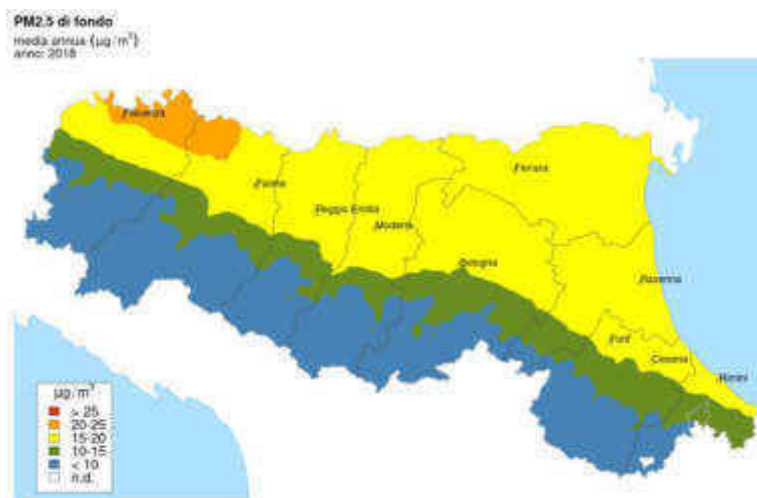 PM2.5 di fondo
media annua (µg/m³)
anno: 2018
Piacenza
Parma
Reggio Emilia
Modena
Ferrara
Bologna
Ravenna
Forlì
Cesena
Rimini
µg/m³
> 25
20-25
15-20
10-15
< 10
n.d.